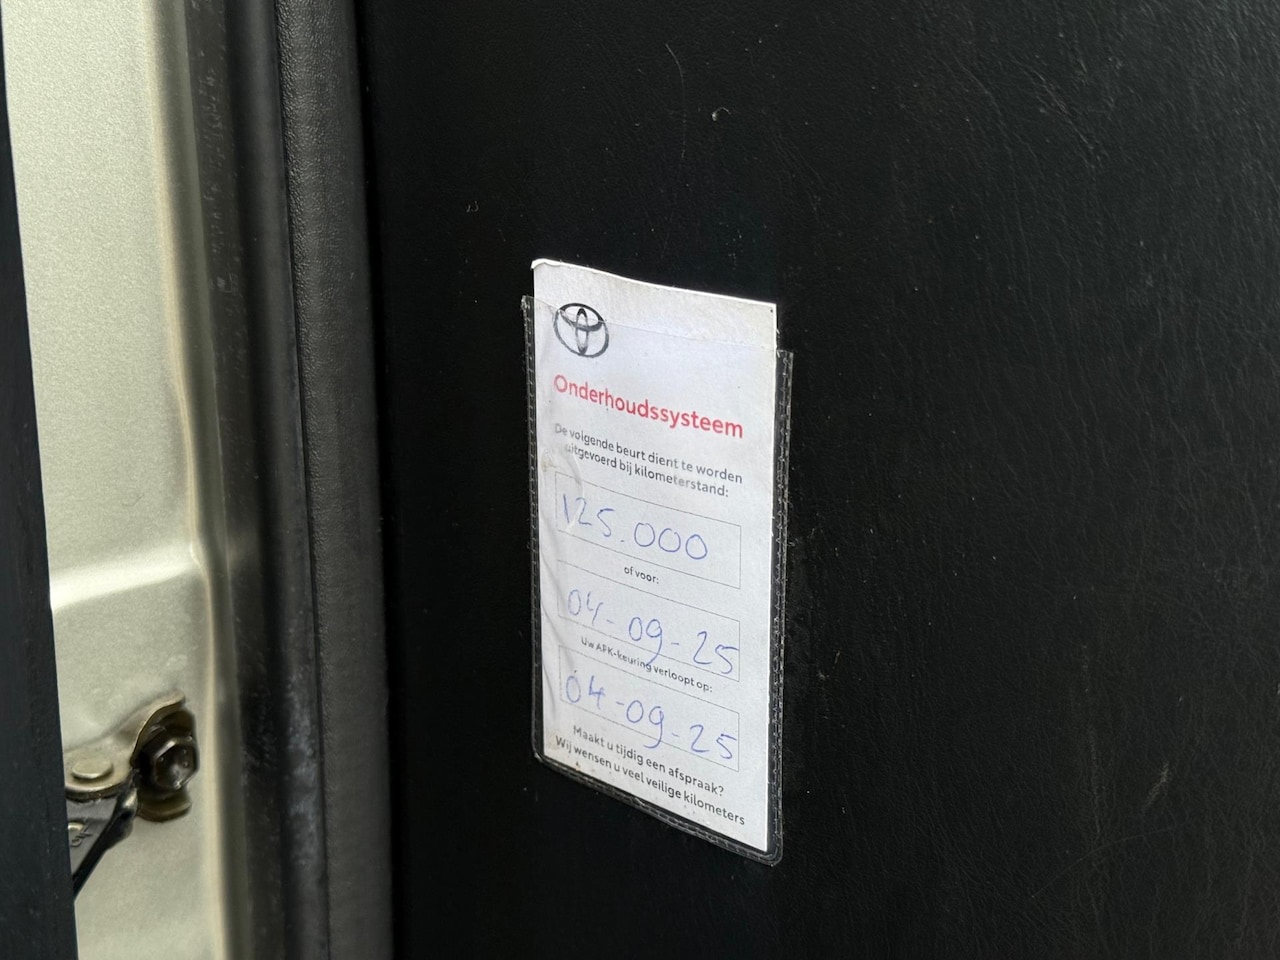 Onderhoudssysteem
De volgende beurt dient te worden
uitgevoerd bij kilometerstand:
125.000
of voor:
04-09-25
Uw APK-keuring verloopt op:
04-09-25
Maakt u tijdig een afspraak?
Wij wensen u veel veilige kilometers